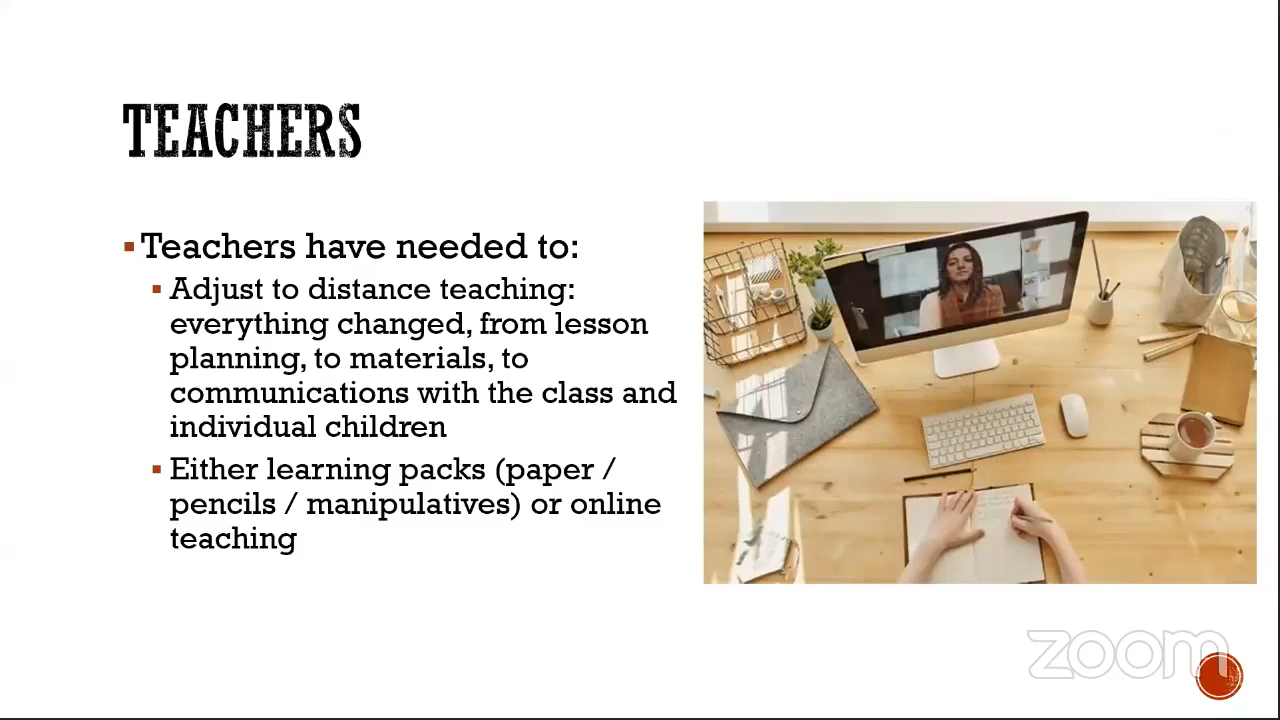 TEACHERS
Teachers have needed to:
Adjust to distance teaching:
everything changed, from lesson
planning, to materials, to
communications with the class and
individual children
Either learning packs (paper /
pencils / manipulatives) or online
teaching
zoom